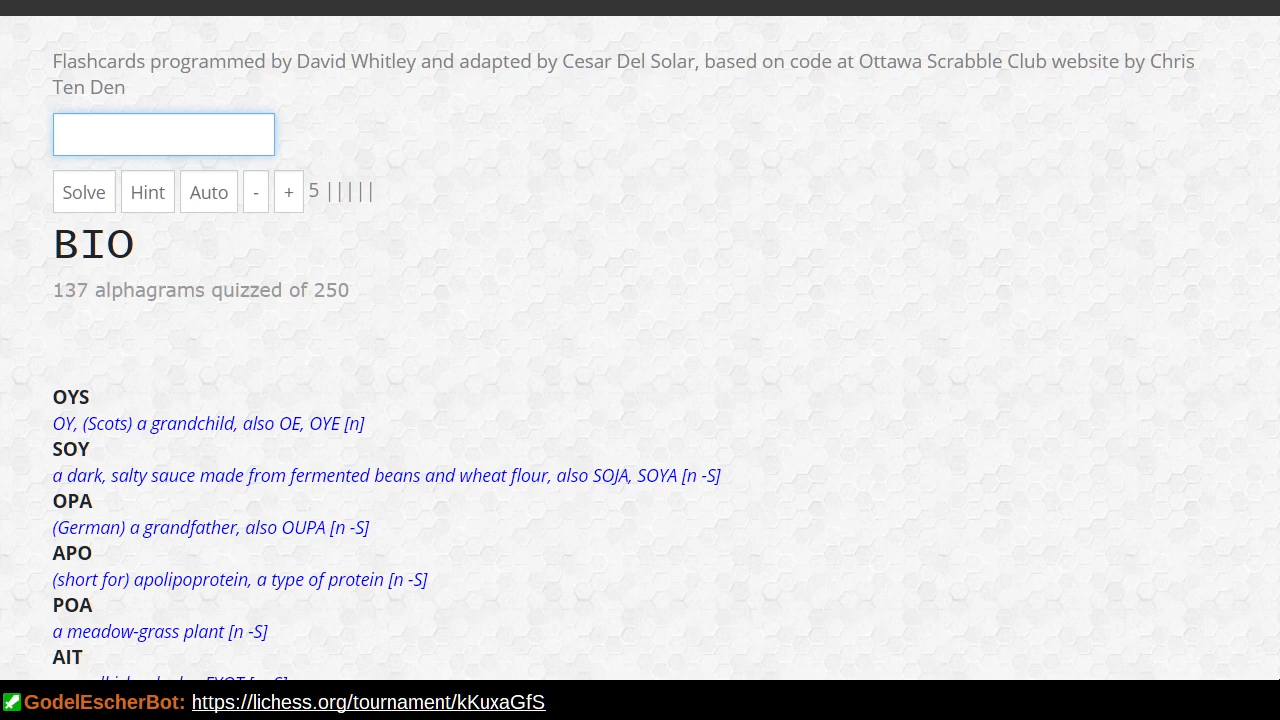 Flashcards programmed by David Whitley and adapted by Cesar Del Solar, based on code at Ottawa Scrabble Club website by Chris
Ten Den
Solve Hint Auto - + 5 |||||
BIO
137 alphagrams quizzed of 250
OYS
OY, (Scots) a grandchild, also OE, OYE [n]
SOY
a dark, salty sauce made from fermented beans and wheat flour, also SOJA, SOYA [n -S]
OPA
(German) a grandfather, also OUPA [n -S]
APO
(short for) apolipoprotein, a type of protein [n -S]
POA
a meadow-grass plant [n -S]
AIT
GodelEscherBot: https://lichess.org/tournament/kKuxaGfS